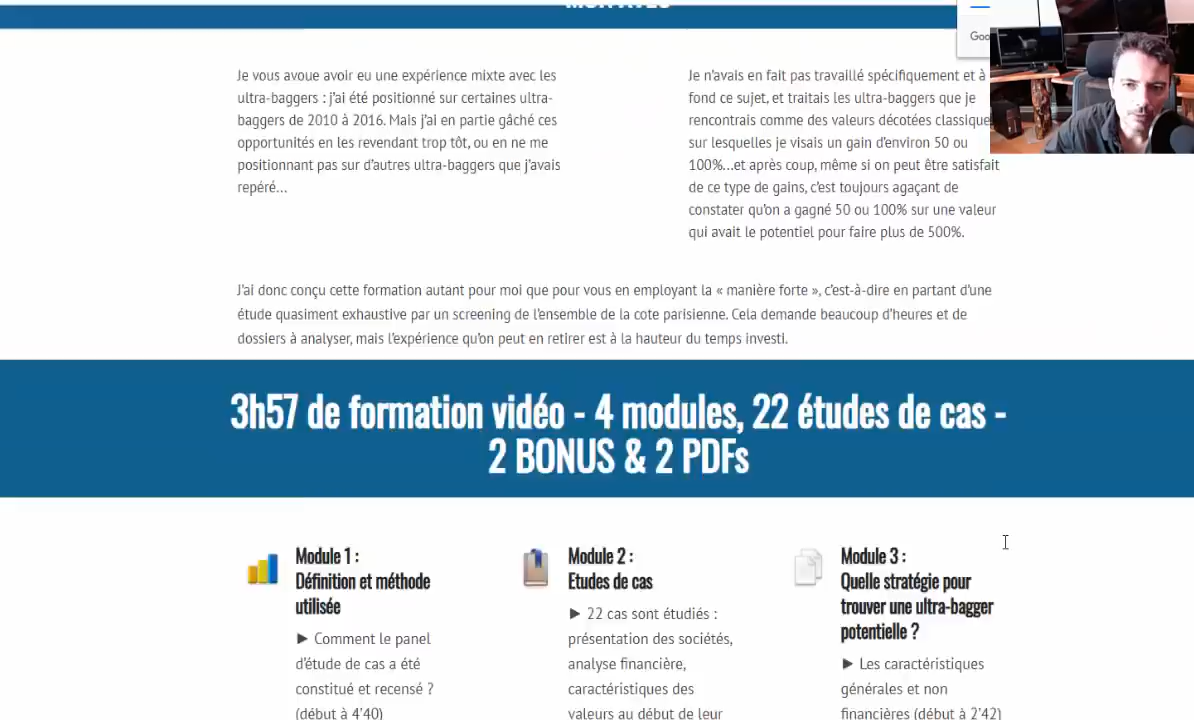 Goo
Je vous avoue avoir eu une expérience mixte avec les
ultra-baggers : j'ai été positionné sur certaines ultra-
baggers de 2010 à 2016. Mais j'ai en partie gâché ces
opportunités en les revendant trop tôt, ou en ne me
positionnant pas sur d'autres ultra-baggers que j'avais
repéré...
Je n'avais en fait pas travaillé spécifiquement et à
fond ce sujet, et traitais les ultra-baggers que je
rencontrais comme des valeurs décotées classique
sur lesquelles je visais un gain d'environ 50 ou
100%...et après coup, même si on peut être satisfait
de ce type de gains, c'est toujours agaçant de
constater qu'on a gagné 50 ou 100% sur une valeur
qui avait le potentiel pour faire plus de 500%.
J'ai donc conçu cette formation autant pour moi que pour vous en employant la « manière forte », c'est-à-dire en partant d'une
étude quasiment exhaustive par un screening de l'ensemble de la cote parisienne. Cela demande beaucoup d'heures et de
dossiers à analyser, mais l'expérience qu'on peut en retirer est à la hauteur du temps investi.
3h57 de formation vidéo - 4 modules, 22 études de cas -
2 BONUS & 2 PDFs
Module 1 :
Définition et méthode
utilisée
► Comment le panel
d'étude de cas a été
constitué et recensé ?
(début à 4'40)
Module 2 :
Etudes de cas
► 22 cas sont étudiés :
présentation des sociétés,
analyse financière,
caractéristiques des
valeurs au début de leur
Module 3 :
Quelle stratégie pour
trouver une ultra-bagger
potentielle ?
► Les caractéristiques
générales et non
financières (début à 2'42)